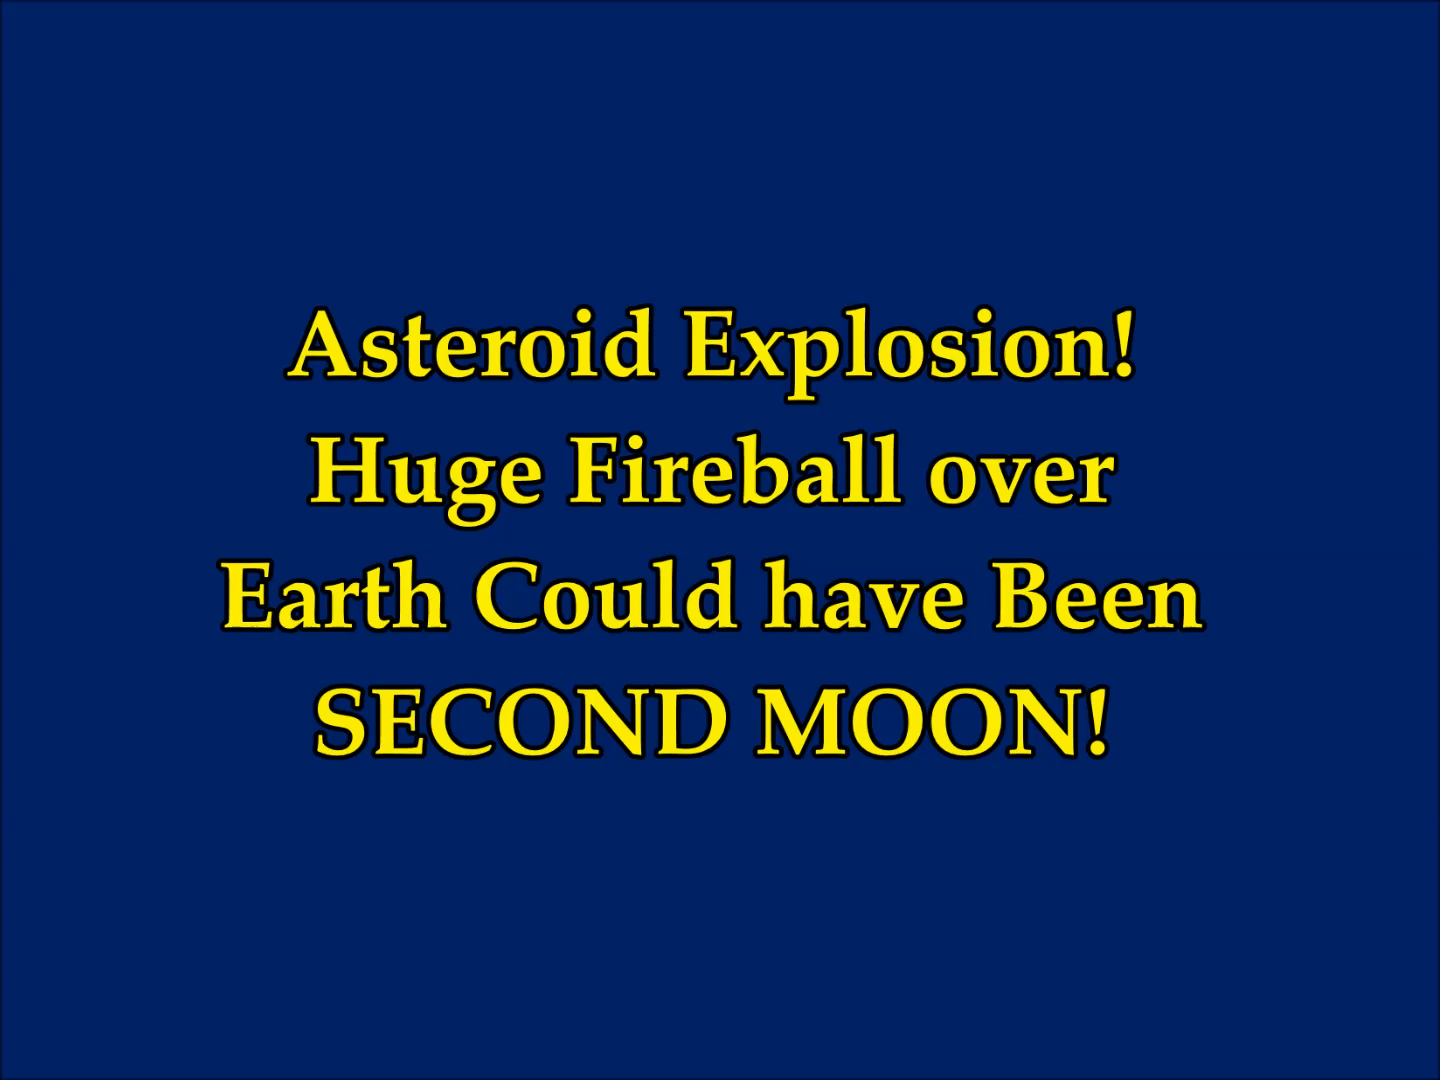 Asteroid Explosion!
Huge Fireball over
Earth Could have Been
SECOND MOON!